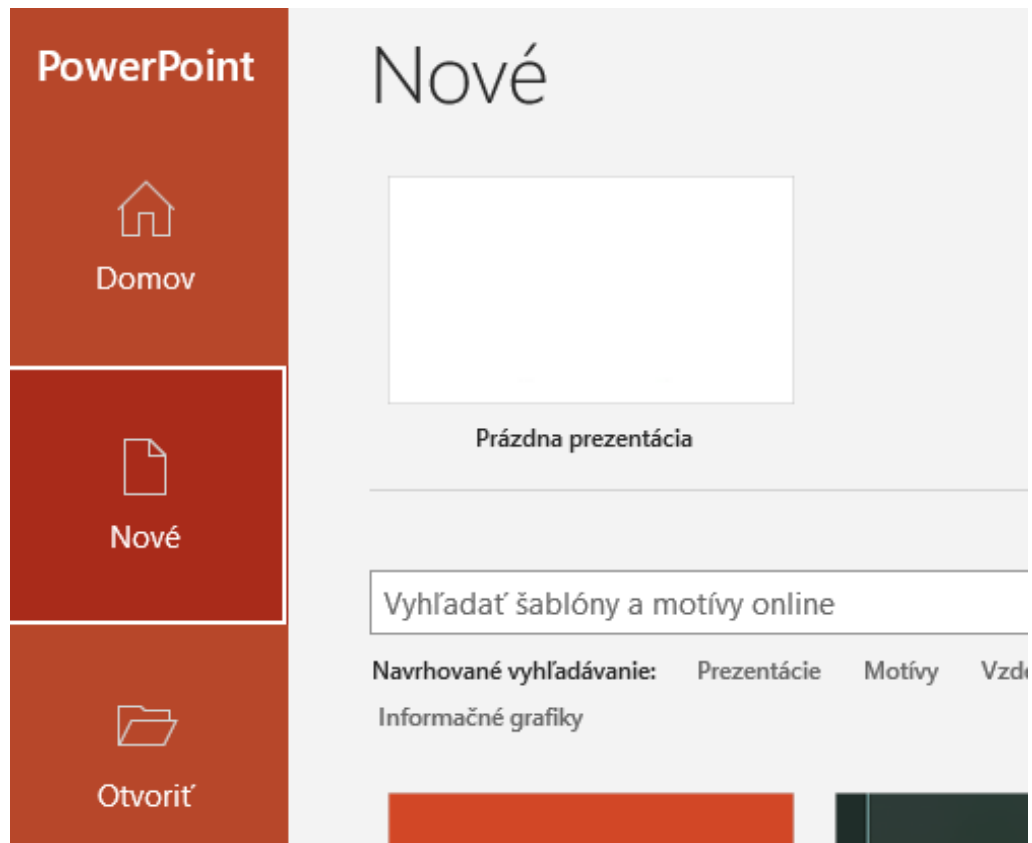 PowerPoint
Nové
Domov
Prázdna prezentácia
Nové
Vyhľadať šablóny a motívy online
Navrhované vyhľadávanie: Prezentácie Motívy
Informačné grafiky
Otvoriť